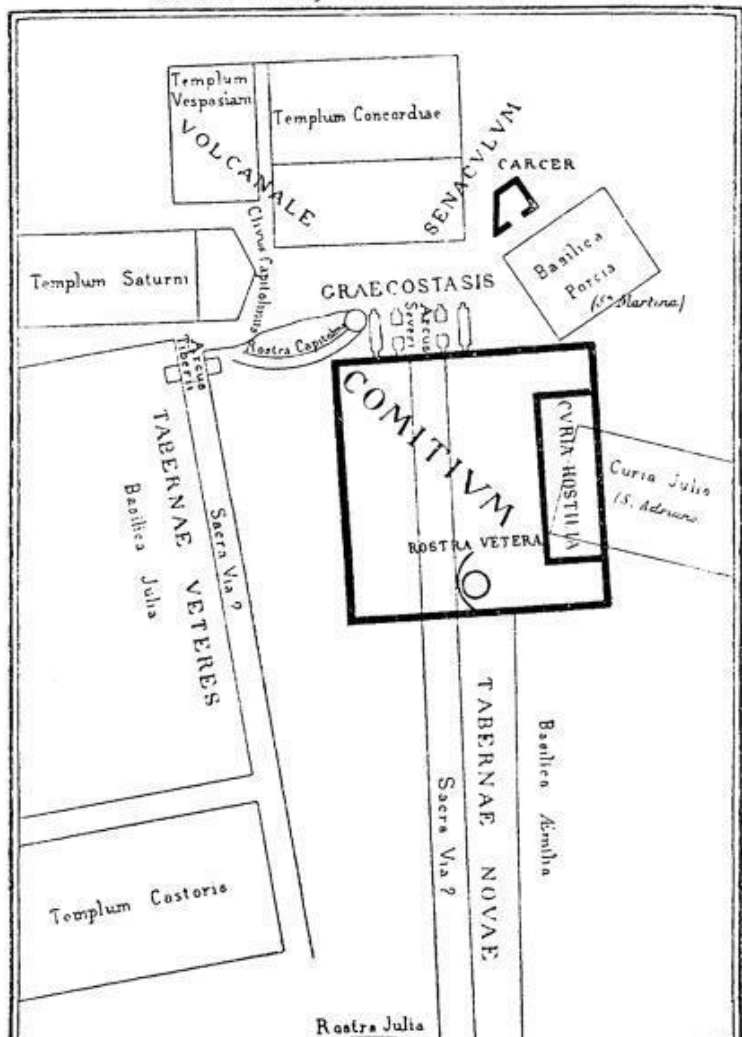 Templum
Vespasiani
VOLCANALE
Templum Concordiae
SENACVLVM
CARCER
Basilica
Porcia
(S. Martina)
Clivus Capitolinus
Templum Saturni
GRAECOSTASIS
Arcus
Severi
Rostra Capitolina
Arcus
Tiberii
COMITIVM
CVRIA·HOSTILIA
Curia Julia
(S. Adriano
ROSTRA VETERA
TABERNAE VETERES
Basilica Julia
Sacra Via ?
TABERNAE NOVAE
Sacra Via ?
Basilica Æmilia
Templum Castoris
Rostra Julia